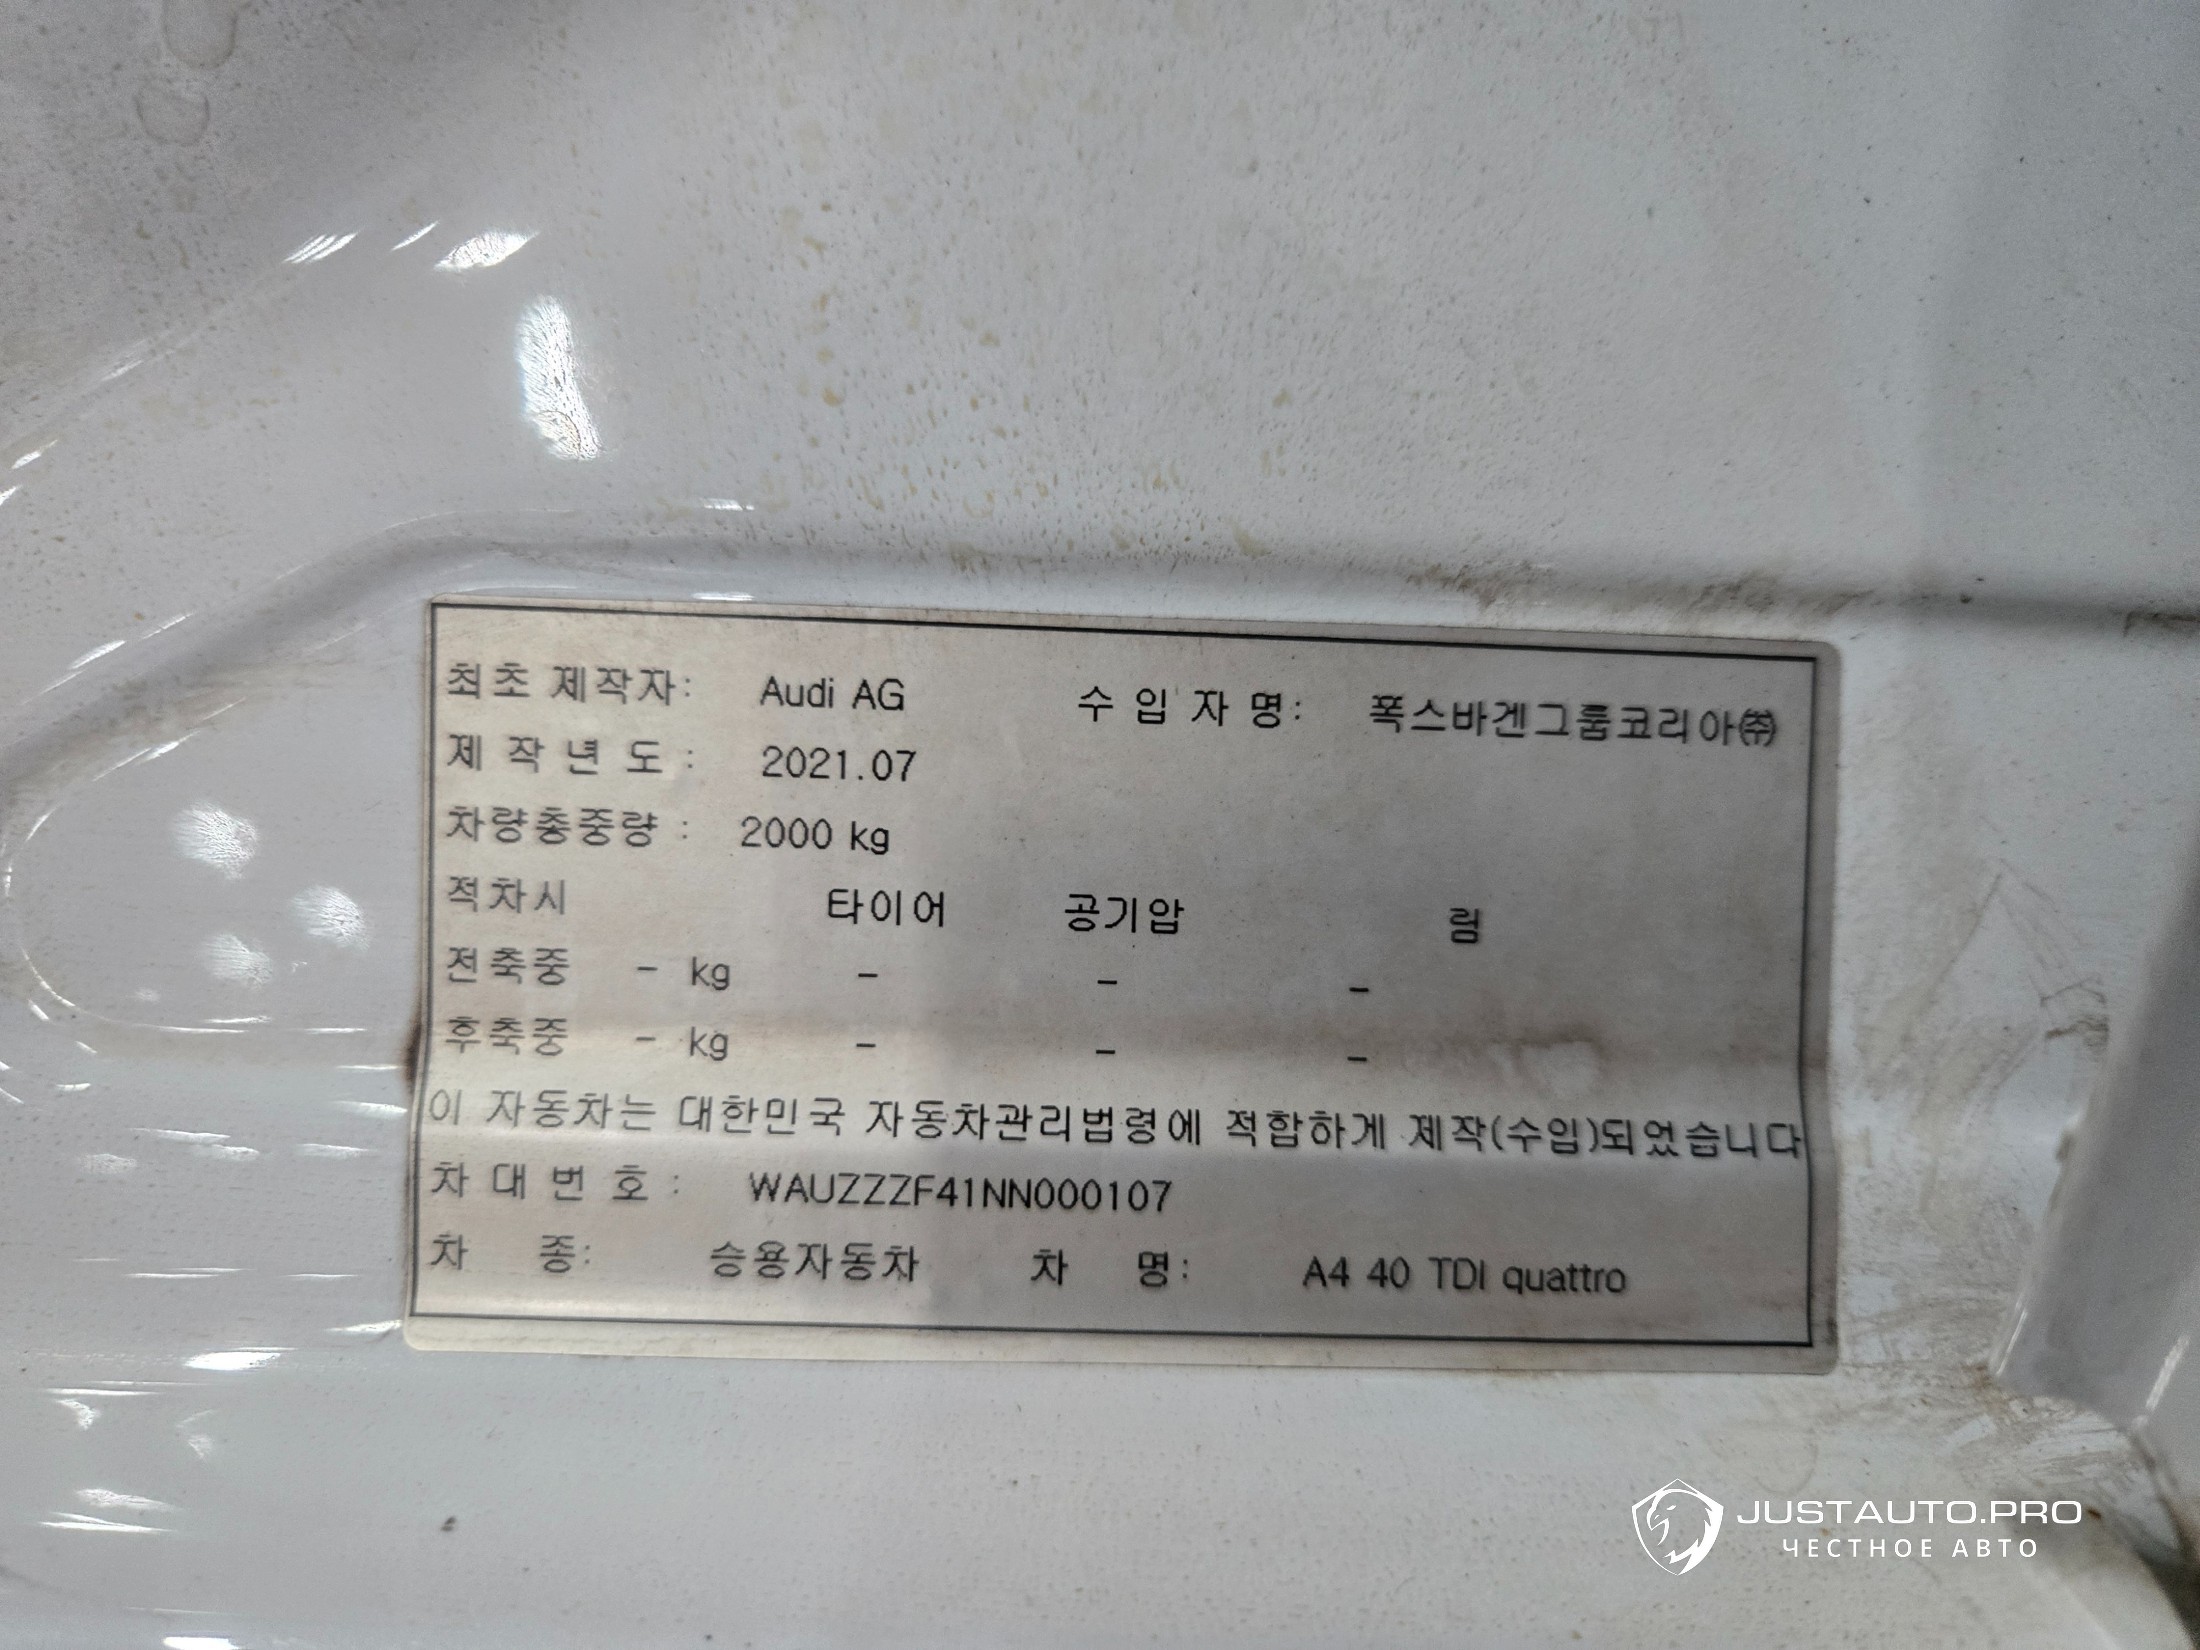 최초 제작자: Audi AG 수 입 자 명: 폭스바겐그룹코리아㈜
제 작 년 도 : 2021.07
차량총중량 : 2000 kg
적차시 타이어 공기압 림
전축중 - kg - - -
후축중 - kg - - -
이 자동차는 대한민국 자동차관리법령에 적합하게 제작(수입)되었습니다
차 대 번 호 : WAUZZZF41NN000107
차 종: 승용자동차 차 명: A4 40 TDI quattro
JUSTAUTO.PRO
ЧЕСТНОЕ АВТО